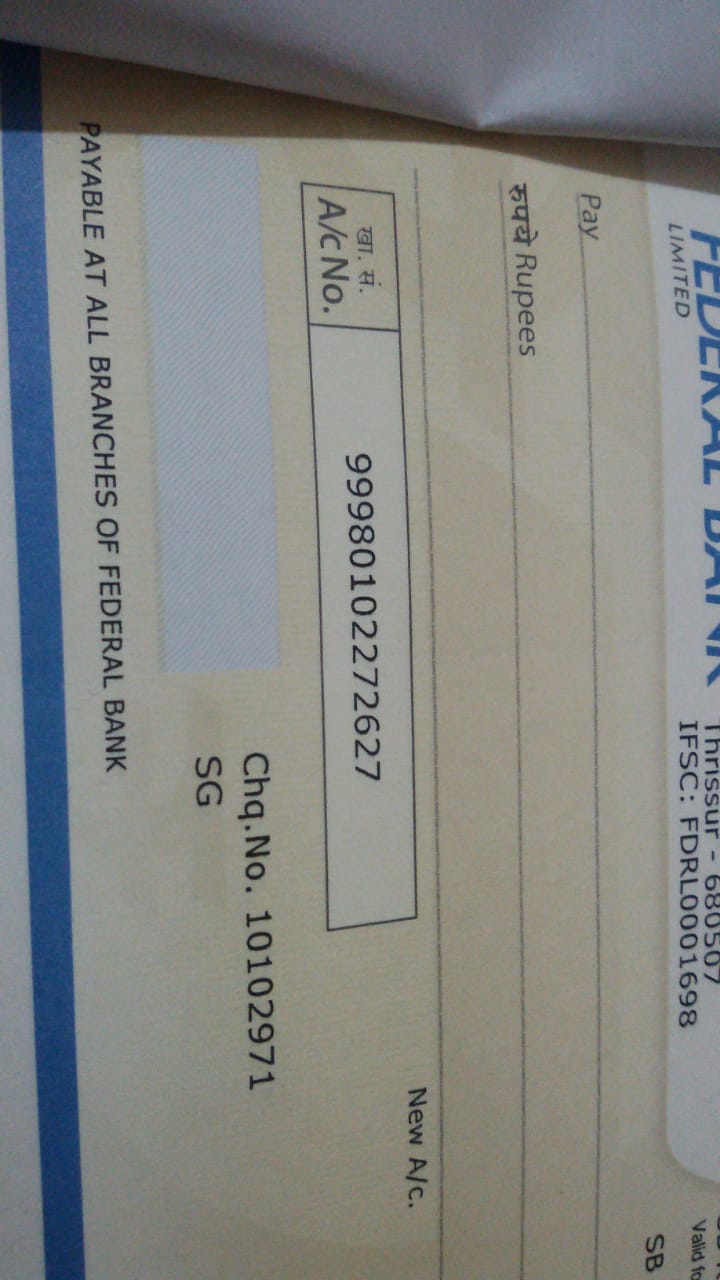 FEDERAL BANK
LIMITED
Thrissur - 680507
IFSC: FDRL0001698
Valid
SB
Pay
रुपये Rupees
New A/c.
खा. सं.
A/c No.
99980102272627
Chq.No. 10102971
SG
PAYABLE AT ALL BRANCHES OF FEDERAL BANK